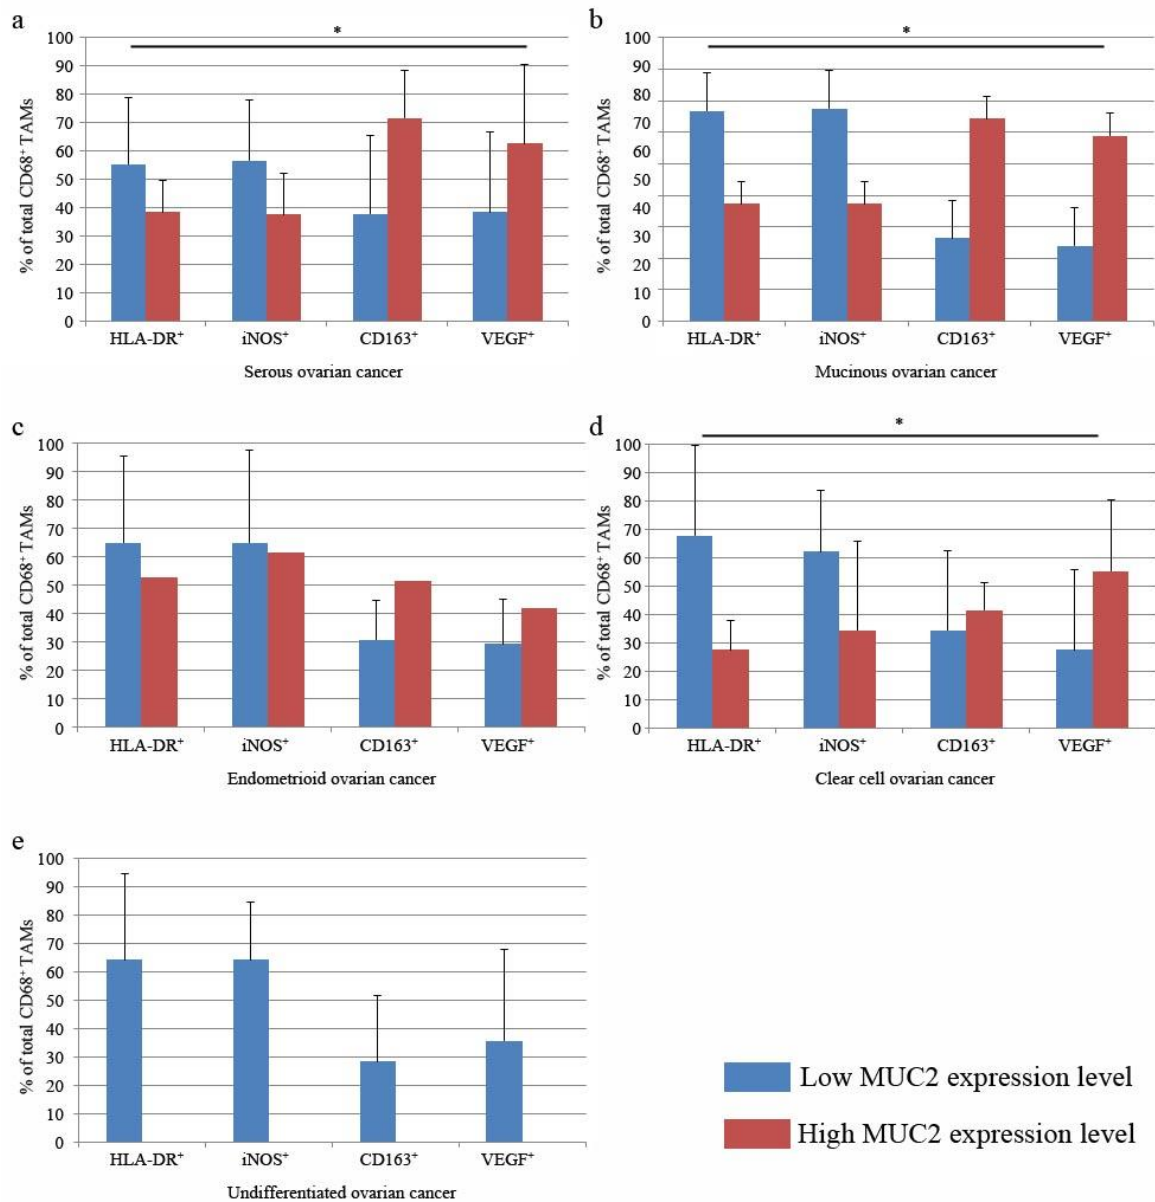 a
*
% of total CD68⁺ TAMs
100
90
80
70
60
50
40
30
20
10
0
HLA-DR⁺ iNOS⁺ CD163⁺ VEGF⁺
Serous ovarian cancer
b
*
% of total CD68⁺ TAMs
100
90
80
70
60
50
40
30
20
10
0
HLA-DR⁺ iNOS⁺ CD163⁺ VEGF⁺
Mucinous ovarian cancer
c
% of total CD68⁺ TAMs
100
90
80
70
60
50
40
30
20
10
0
HLA-DR⁺ iNOS⁺ CD163⁺ VEGF⁺
Endometrioid ovarian cancer
d
*
% of total CD68⁺ TAMs
100
90
80
70
60
50
40
30
20
10
0
HLA-DR⁺ iNOS⁺ CD163⁺ VEGF⁺
Clear cell ovarian cancer
e
% of total CD68⁺ TAMs
100
90
80
70
60
50
40
30
20
10
0
HLA-DR⁺ iNOS⁺ CD163⁺ VEGF⁺
Undifferentiated ovarian cancer
Low MUC2 expression level
High MUC2 expression level